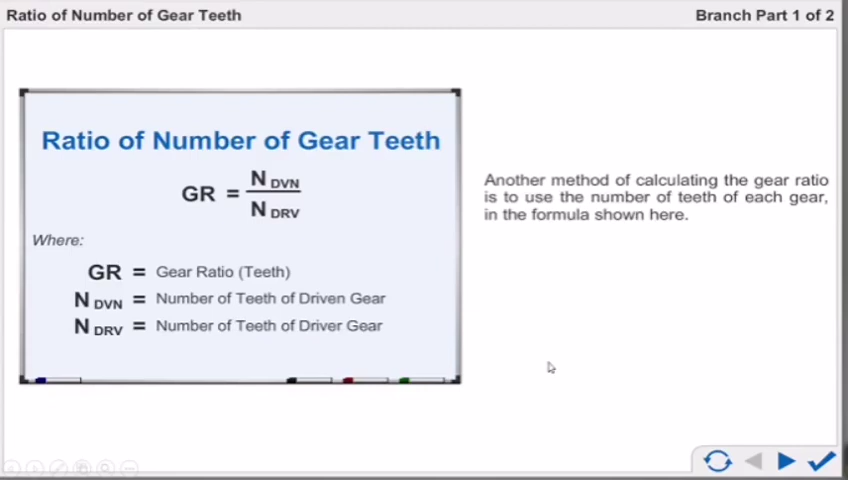 Ratio of Number of Gear Teeth
Branch Part 1 of 2
Ratio of Number of Gear Teeth
GR = N DVN / N DRV
Where:
GR = Gear Ratio (Teeth)
N DVN = Number of Teeth of Driven Gear
N DRV = Number of Teeth of Driver Gear
Another method of calculating the gear ratio
is to use the number of teeth of each gear,
in the formula shown here.